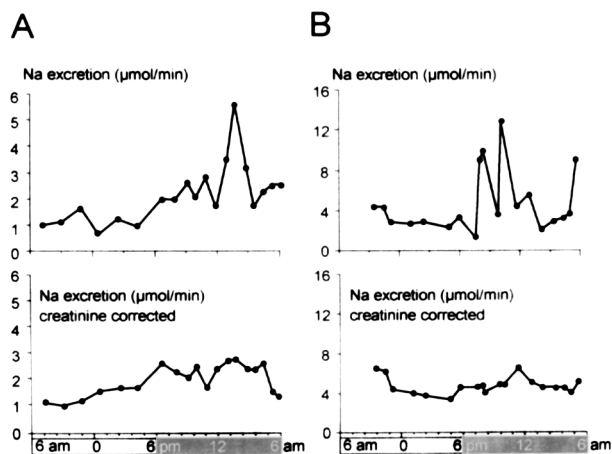 A
B
Na excretion (µmol/min)
Na excretion (µmol/min)
6
5
4
3
2
1
0
16
12
8
4
0
Na excretion (µmol/min)
creatinine corrected
Na excretion (µmol/min)
creatinine corrected
6
5
4
3
2
1
0
16
12
8
4
0
6 am 0 6 pm 12 6 am
6 am 0 6 pm 12 6 am